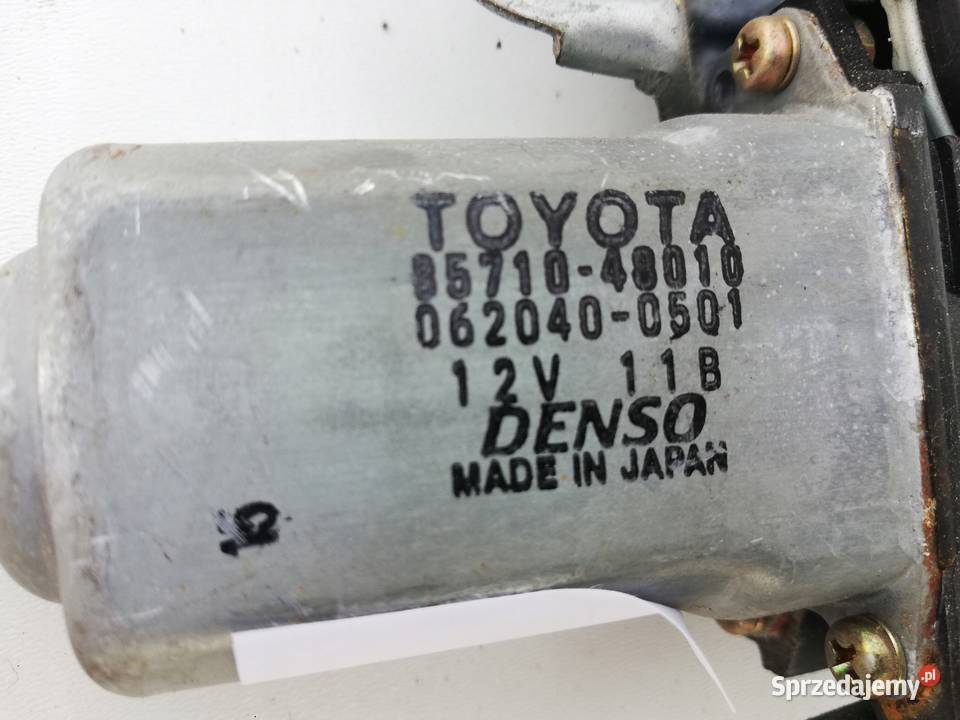 TOYOTA
85710-48010
062040-0501
12V 11B
DENSO
MADE IN JAPAN
Sprzedajemy.pl